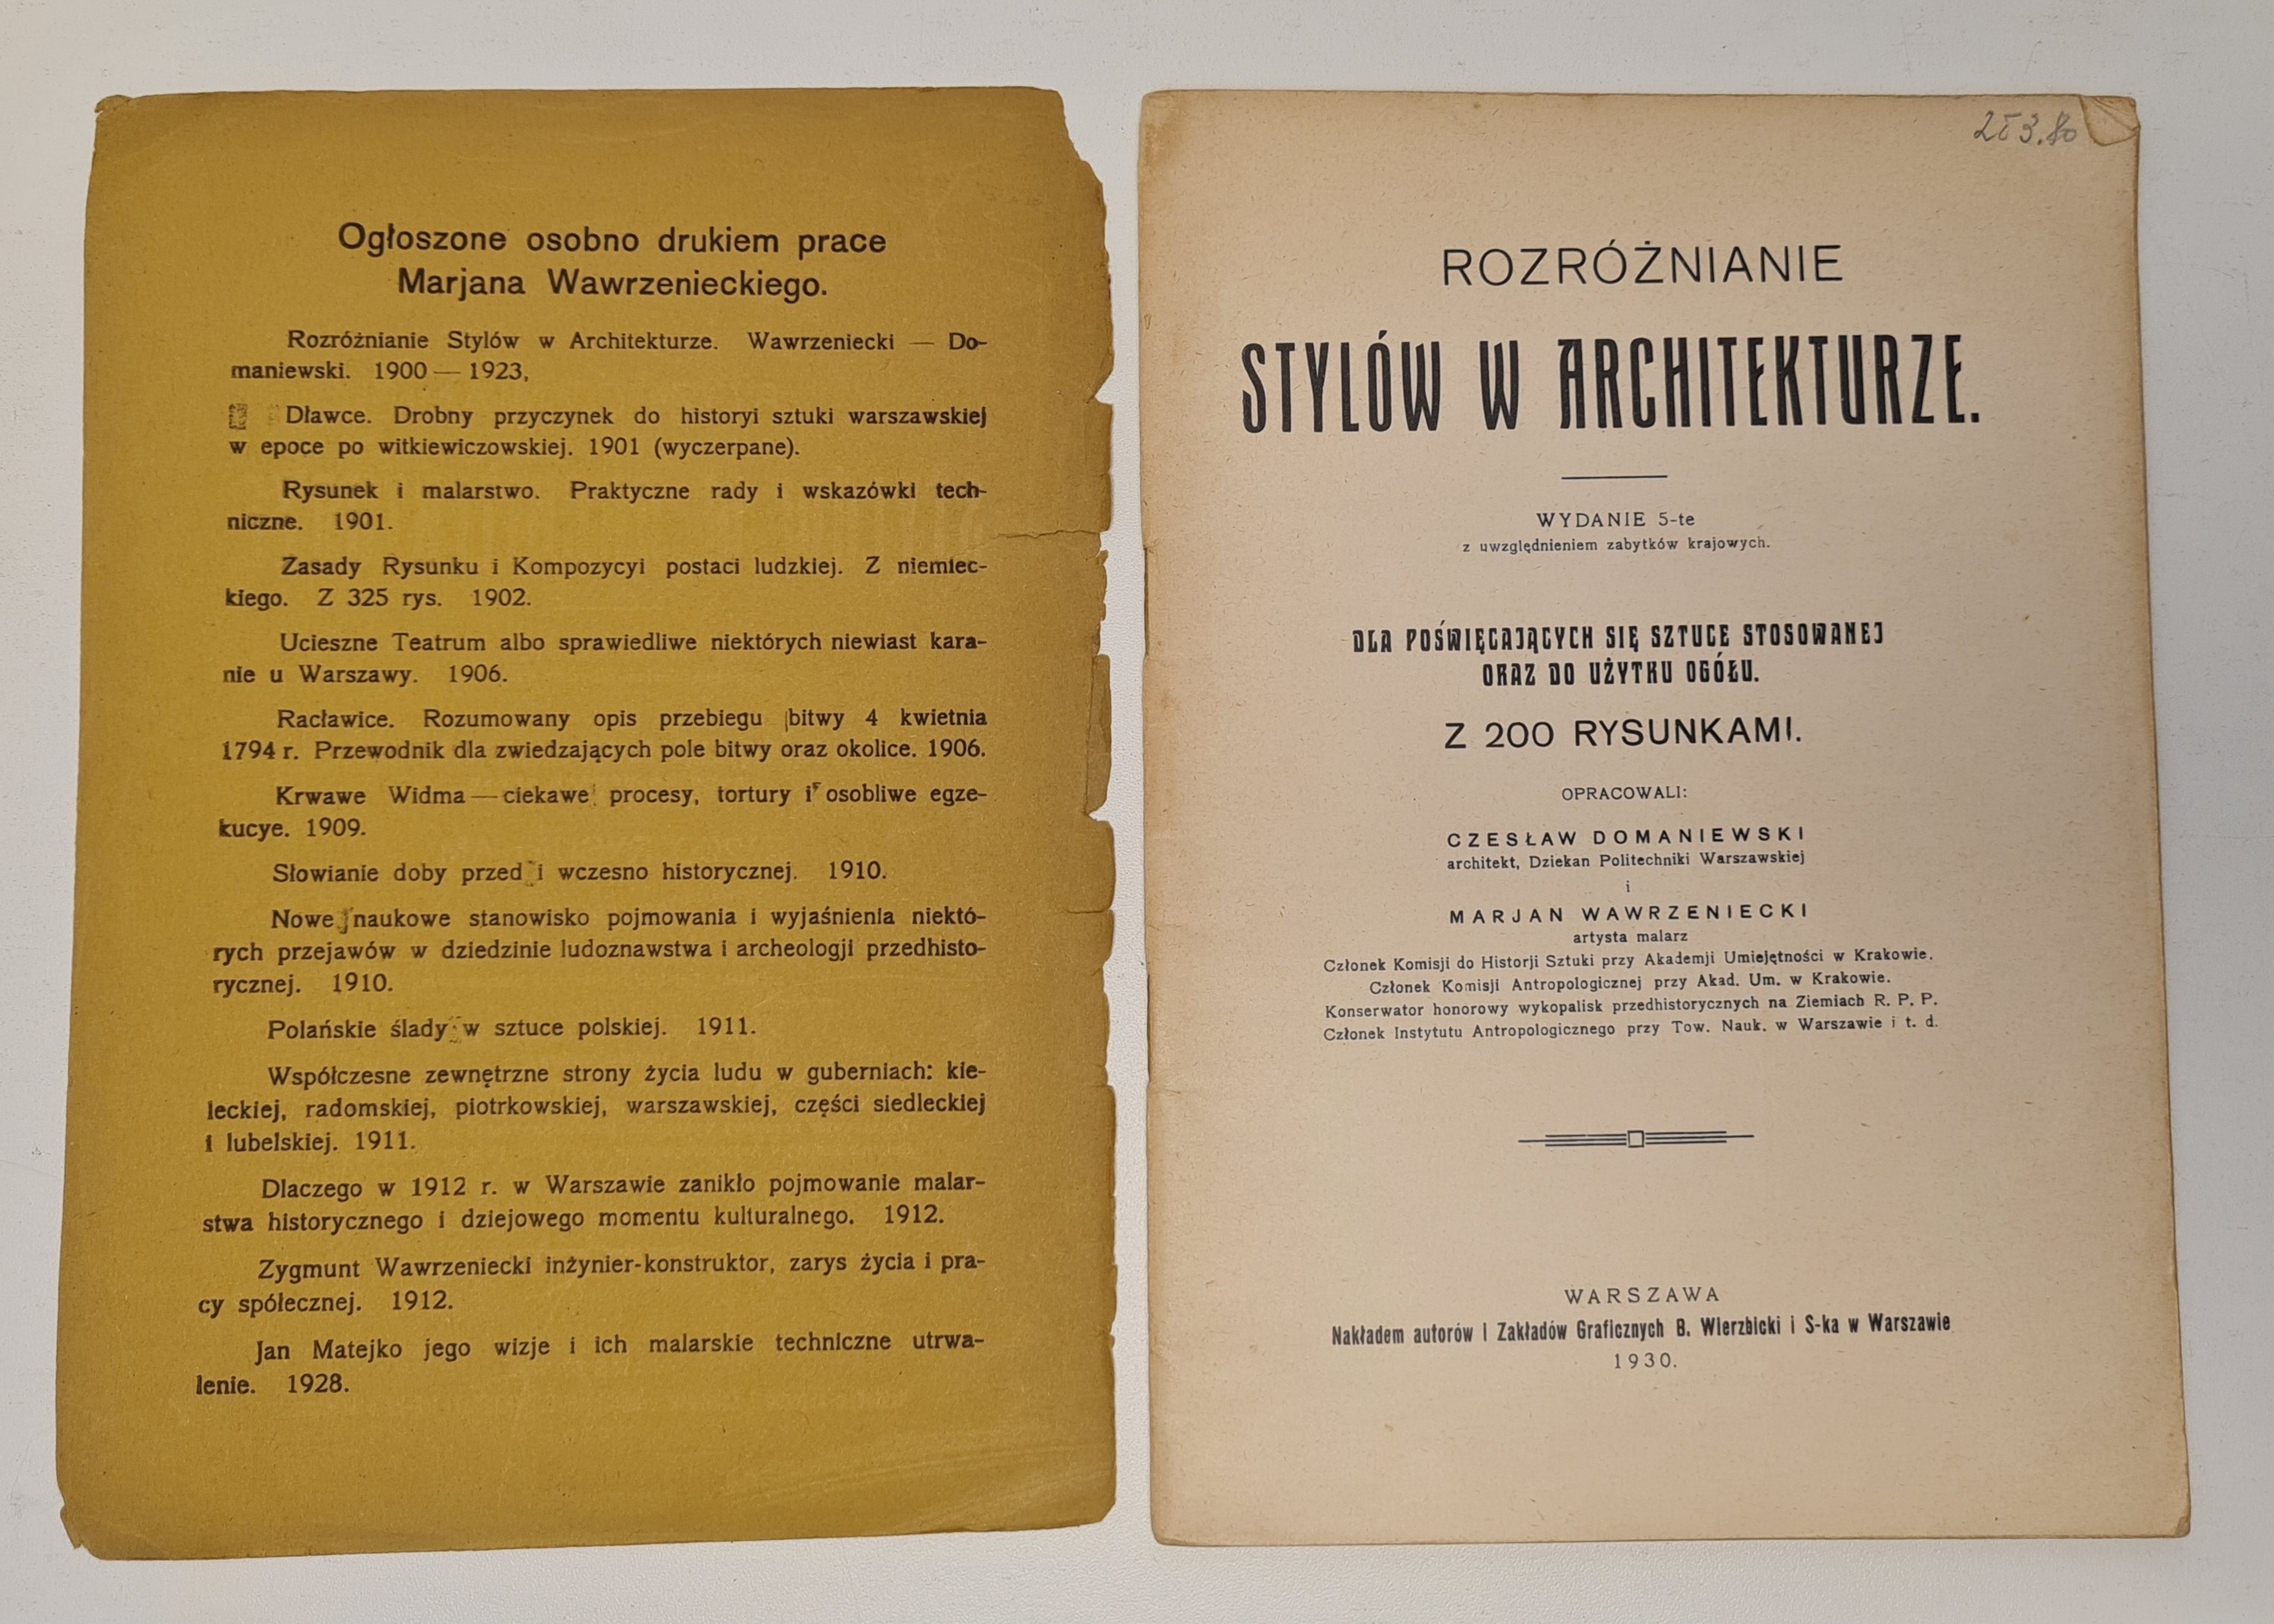 Ogłoszone osobno drukiem prace
Marjana Wawrzenieckiego.
Rozróżnianie Stylów w Architekturze. Wawrzeniecki — Do-
maniewski. 1900 — 1923,
Dławce. Drobny przyczynek do historyi sztuki warszawskiej
w epoce po witkiewiczowskiej. 1901 (wyczerpane).
Rysunek i malarstwo. Praktyczne rady i wskazówki tech-
niczne. 1901.
Zasady Rysunku i Kompozycyi postaci ludzkiej. Z niemiec-
kiego. Z 325 rys. 1902.
Ucieszne Teatrum albo sprawiedliwe niektórych niewiast kara-
nie u Warszawy. 1906.
Racławice. Rozumowany opis przebiegu bitwy 4 kwietnia
1794 r. Przewodnik dla zwiedzających pole bitwy oraz okolice. 1906.
Krwawe Widma — ciekawe procesy, tortury i osobliwe egze-
kucye. 1909.
Słowianie doby przed i wczesno historycznej. 1910.
Nowe naukowe stanowisko pojmowania i wyjaśnienia niektó-
rych przejawów w dziedzinie ludoznawstwa i archeologji przedhisto-
rycznej. 1910.
Polańskie ślady w sztuce polskiej. 1911.
Współczesne zewnętrzne strony życia ludu w guberniach: kie-
leckiej, radomskiej, piotrkowskiej, warszawskiej, części siedleckiej
i lubelskiej. 1911.
Dlaczego w 1912 r. w Warszawie zanikło pojmowanie malar-
stwa historycznego i dziejowego momentu kulturalnego. 1912.
Zygmunt Wawrzeniecki inżynier-konstruktor, zarys życia i pra-
cy spółecznej. 1912.
Jan Matejko jego wizje i ich malarskie techniczne utrwa-
lenie. 1928.
253.80
ROZRÓŻNIANIE
STYLÓW W ARCHITEKTURZE.
WYDANIE 5-te
z uwzględnieniem zabytków krajowych.
DLA POŚWIĘCAJĄCYCH SIĘ SZTUCE STOSOWANEJ
ORAZ DO UŻYTKU OGÓŁU.
Z 200 RYSUNKAMI.
OPRACOWALI:
CZESŁAW DOMANIEWSKI
architekt, Dziekan Politechniki Warszawskiej
i
MARJAN WAWRZENIECKI
artysta malarz
Członek Komisji do Historji Sztuki przy Akademji Umiejętności w Krakowie.
Członek Komisji Antropologicznej przy Akad. Um. w Krakowie.
Konserwator honorowy wykopalisk przedhistorycznych na Ziemiach R. P. P.
Członek Instytutu Antropologicznego przy Tow. Nauk. w Warszawie i t. d.
WARSZAWA
Nakładem autorów i Zakładów Graficznych B. Wierzbicki i S-ka w Warszawie
1930.